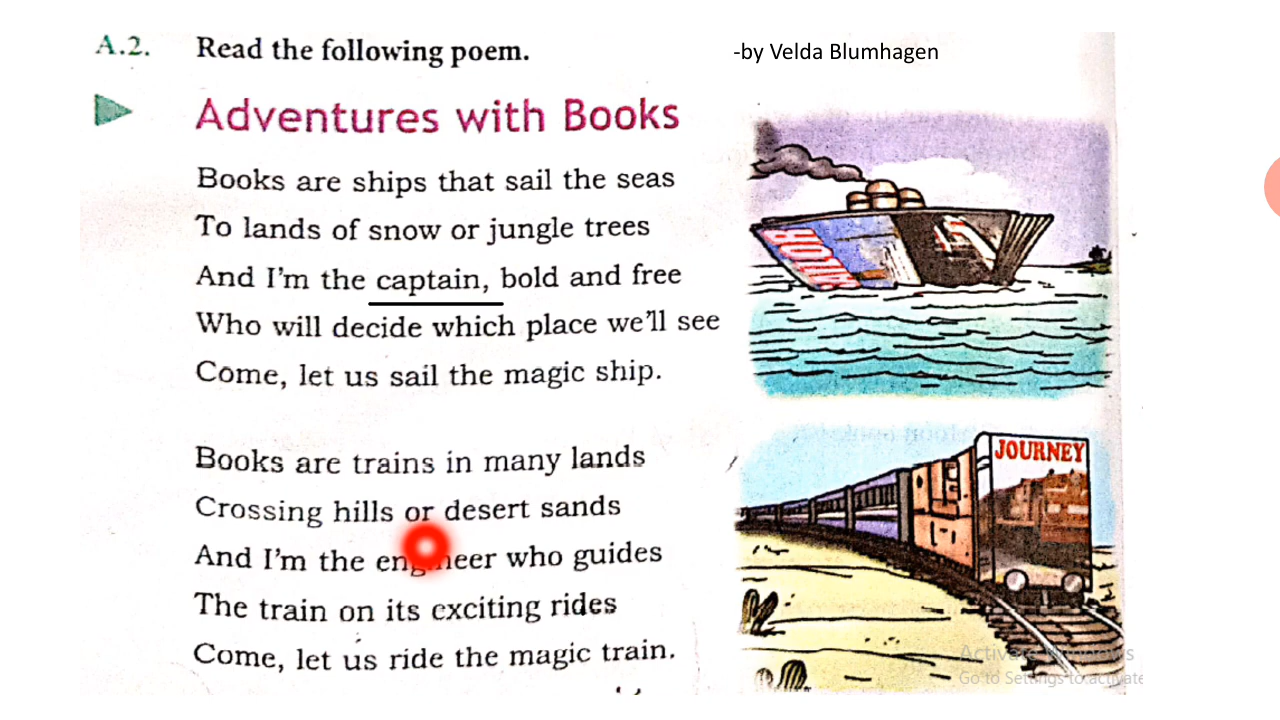 A.2. Read the following poem.
-by Velda Blumhagen
Adventures with Books
Books are ships that sail the seas
To lands of snow or jungle trees
And I'm the captain, bold and free
Who will decide which place we'll see
Come, let us sail the magic ship.
Books are trains in many lands
Crossing hills or desert sands
And I'm the engineer who guides
The train on its exciting rides
Come, let us ride the magic train.
JOURNEY
Activate Windows
Go to Settings to activate